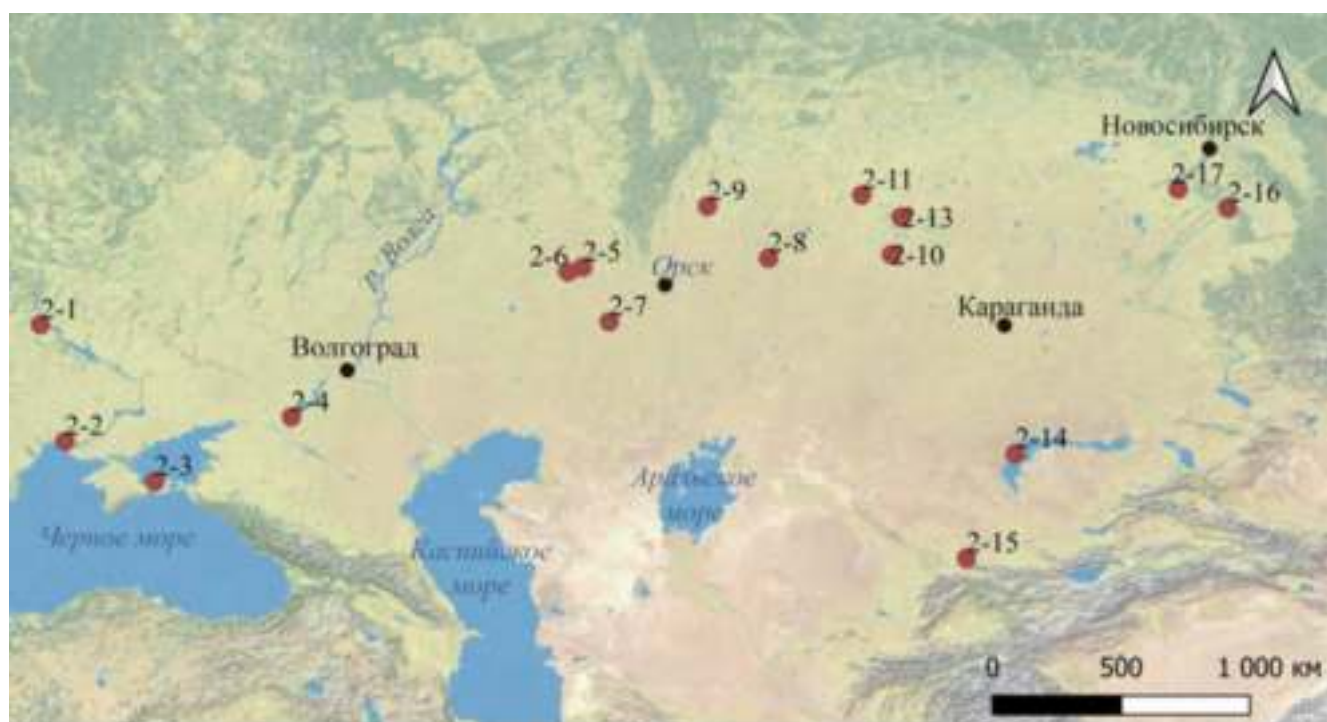 Новосибирск
2-17
2-16
2-11
2-9
2-13
р. Волга
2-8
2-10
2-6
2-5
Орск
2-1
2-7
Караганда
Волгоград
2-4
2-2
2-14
2-3
Аральское
море
Черное море
Каспийское
море
2-15
0 500 1 000 км